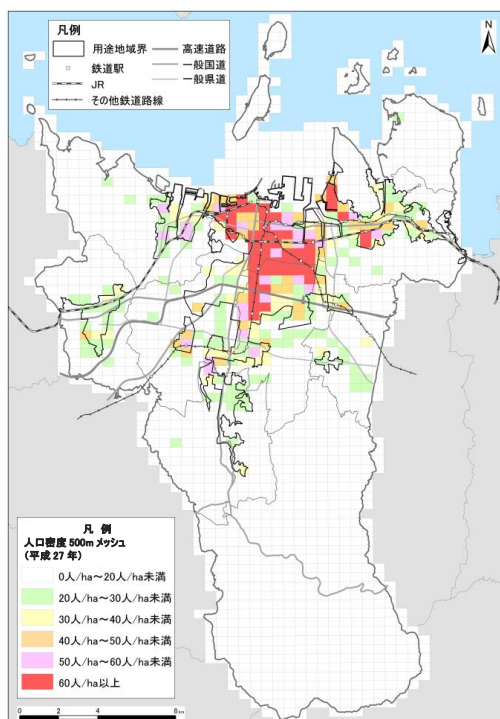 凡例
用途地域界
鉄道駅
JR
その他鉄道路線
高速道路
一般国道
一般県道
N
凡 例
人口密度 500m メッシュ
(平成 27 年)
0人/ha～20人/ha未満
20人/ha～30人/ha未満
30人/ha～40人/ha未満
40人/ha～50人/ha未満
50人/ha～60人/ha未満
60人/ha以上
0 2 4 8 km